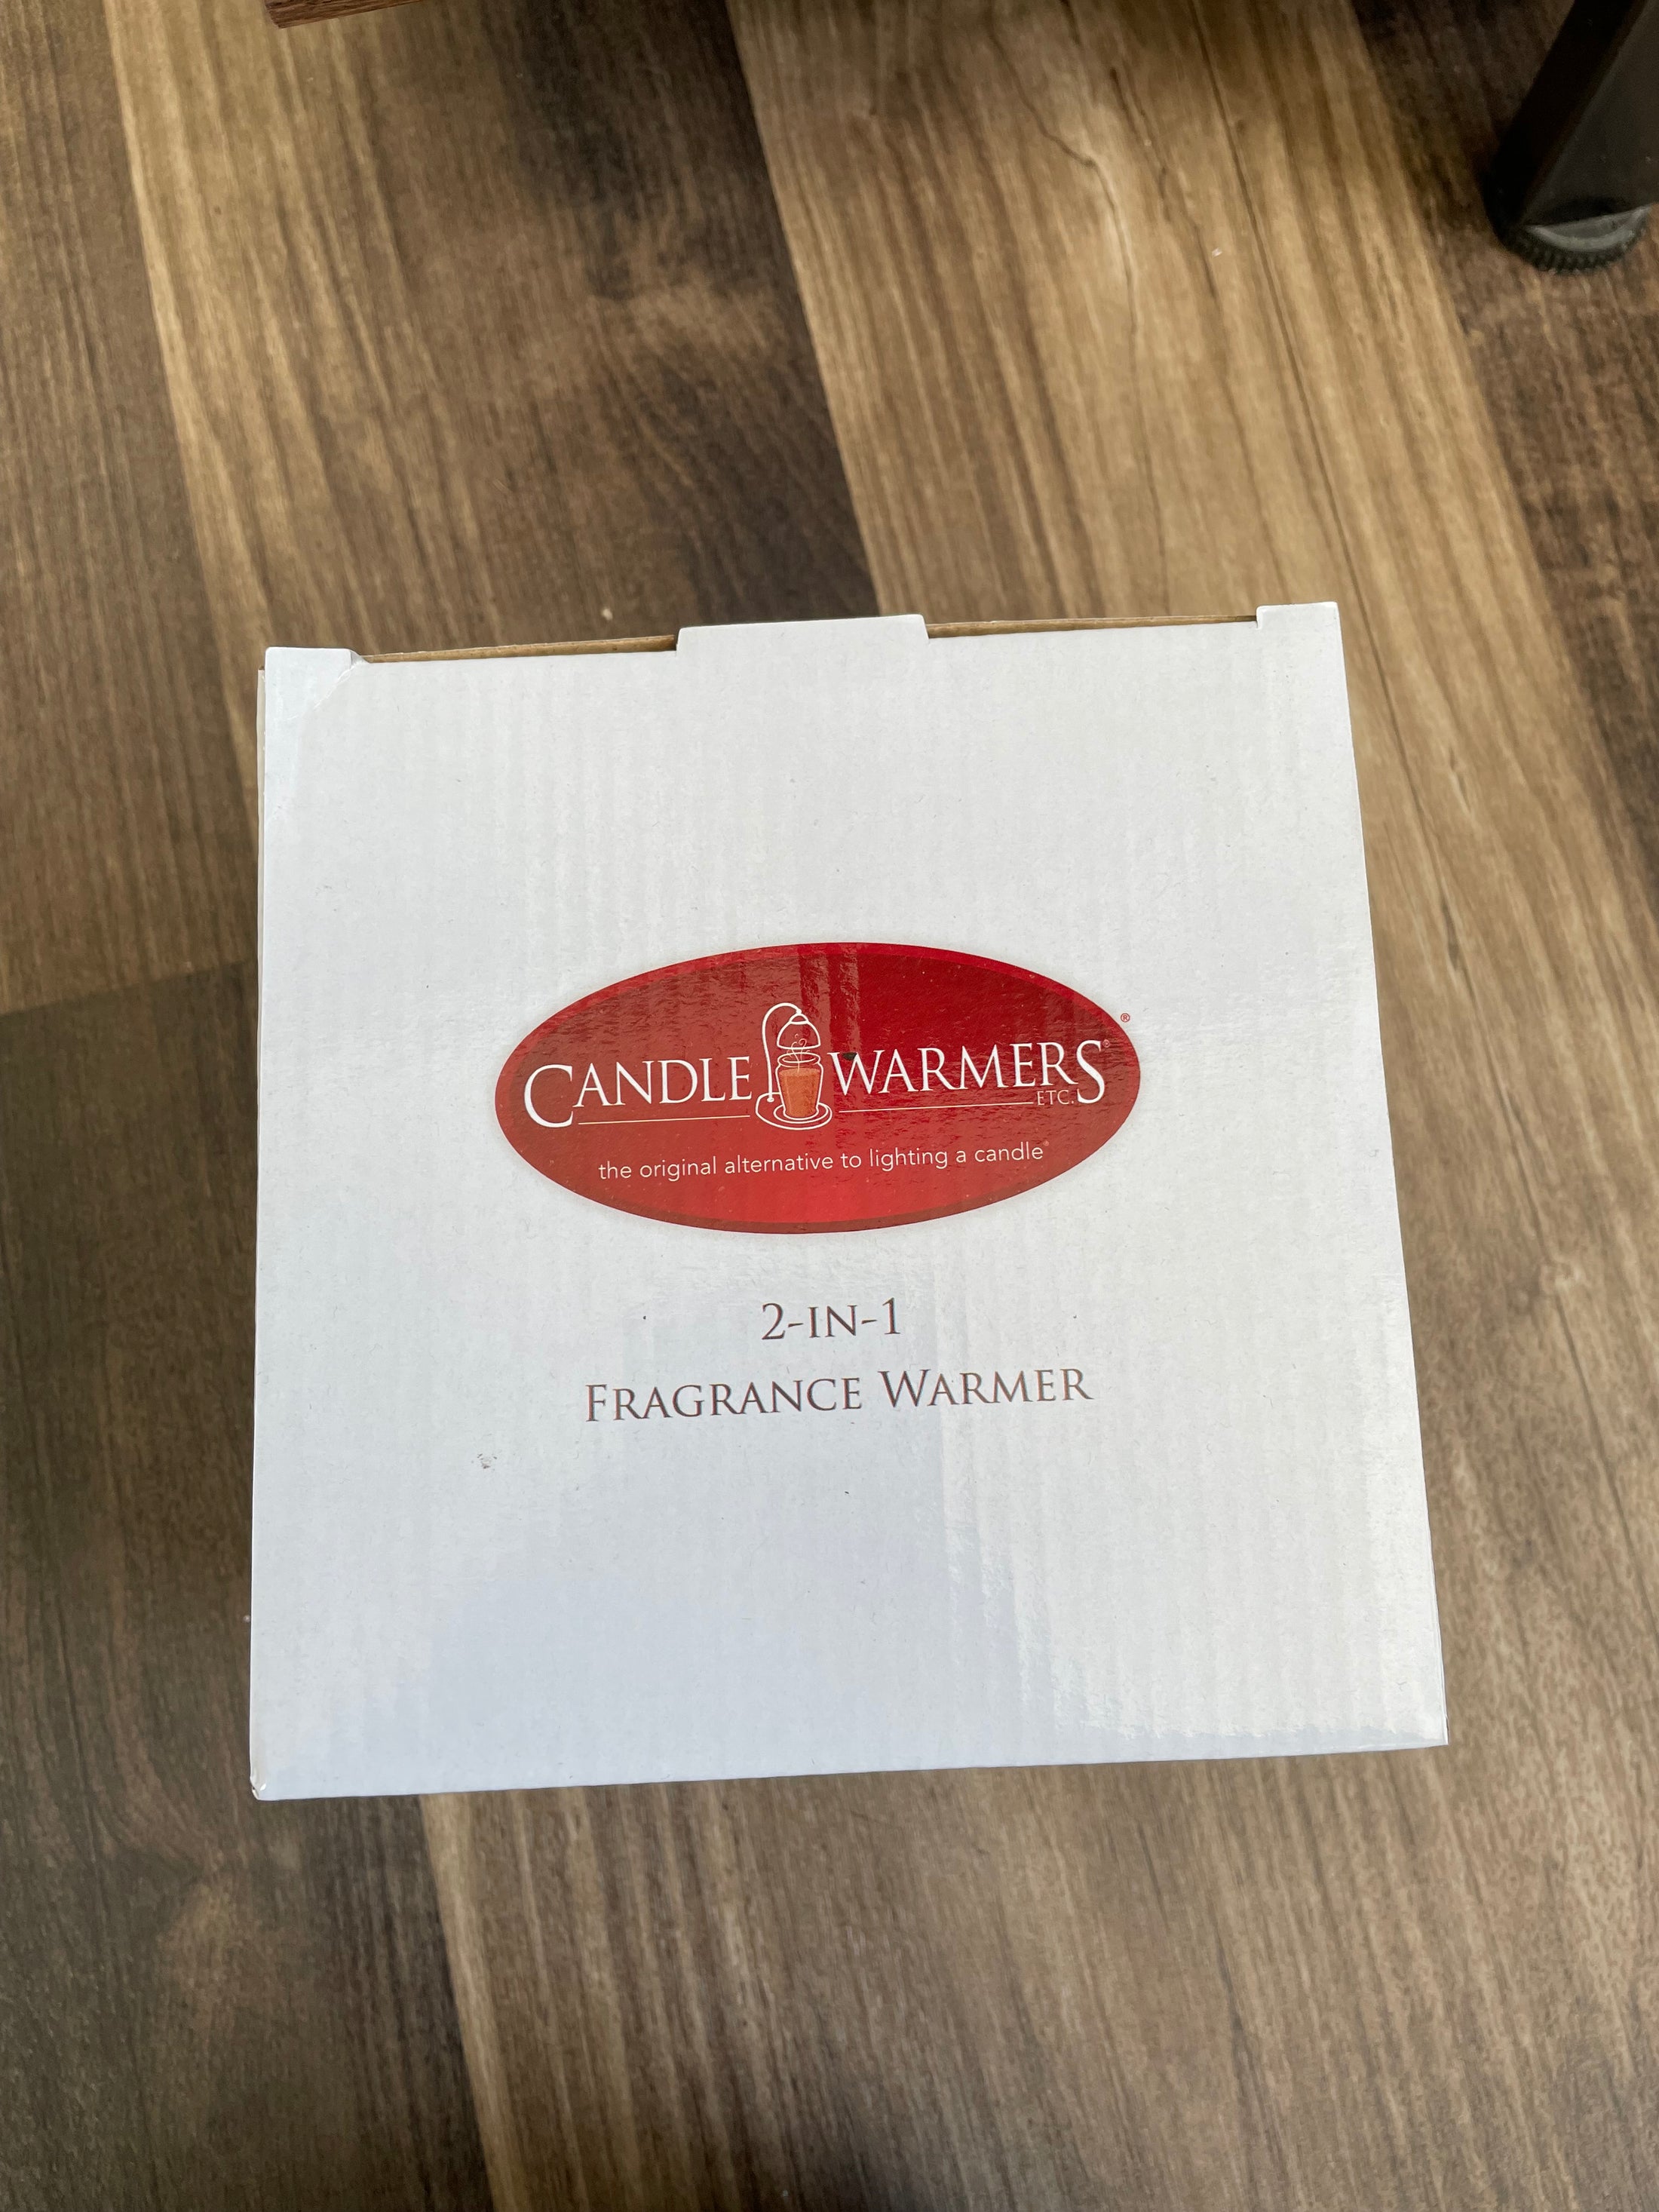 CANDLE WARMERS® ETC. ®
the original alternative to lighting a candle
2-IN-1
FRAGRANCE WARMER